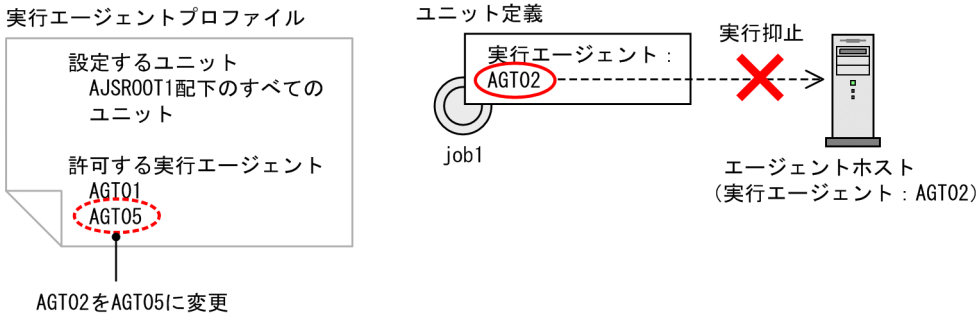 実行エージェントプロファイル
設定するユニット
AJSROOT1配下のすべての
ユニット
許可する実行エージェント
AGT01
AGT05
AGT02をAGT05に変更
ユニット定義
実行エージェント：
AGT02
job1
実行抑止
エージェントホスト
（実行エージェント：AGT02）